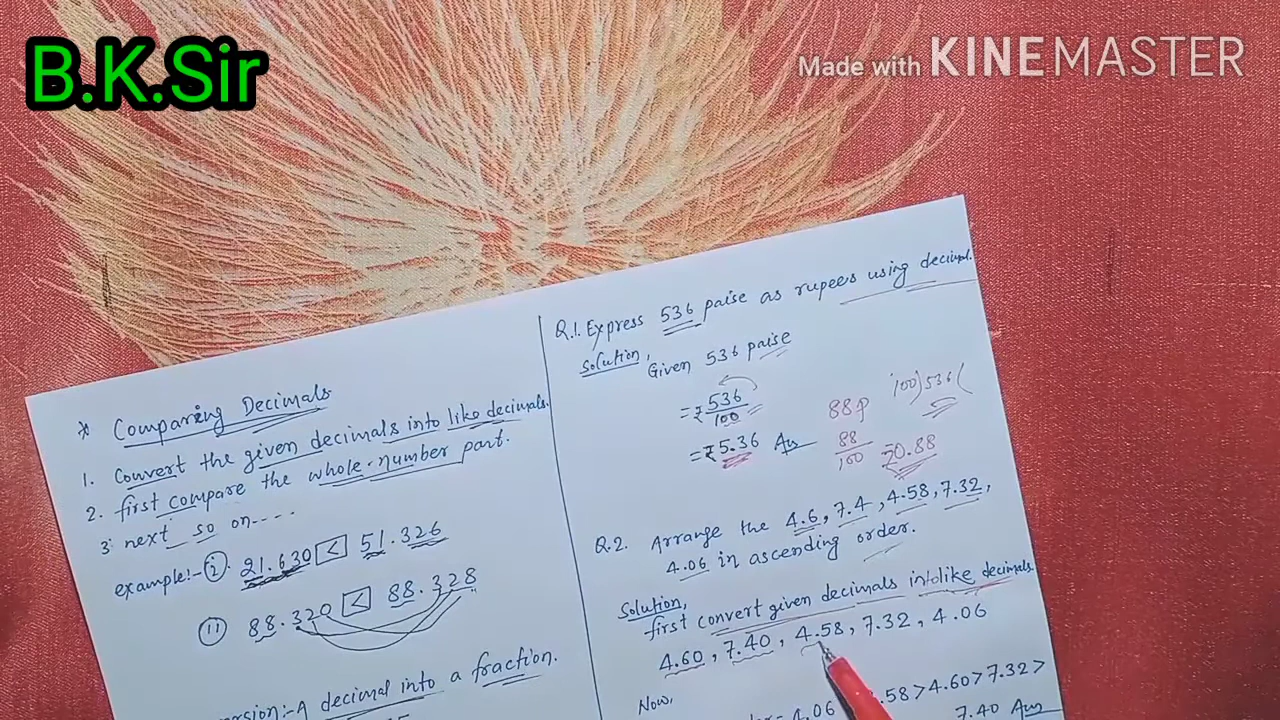 B.K.Sir
Made with KINEMASTER
* Comparing Decimals
1. Convert the given decimals into like decimals.
2. first compare the whole-number part.
3. next so on----
example:- (i). 21.630 < 51.326
(ii) 88.320 < 88.328
:- A decimal into a fraction.
Q.1. Express 536 paise as rupees using decimal.
Solution, Given 536 paise
= ₹ 536/100
= ₹ 5.36 Ans
88p
88/100
₹0.88
100)536(
Q.2. Arrange the 4.6, 7.4, 4.58, 7.32,
4.06 in ascending order.
Solution,
first convert given decimals into like decimals.
4.60, 7.40, 4.58, 7.32, 4.06
Now,
4.06 .58>4.60>7.32>
7.40 Ans